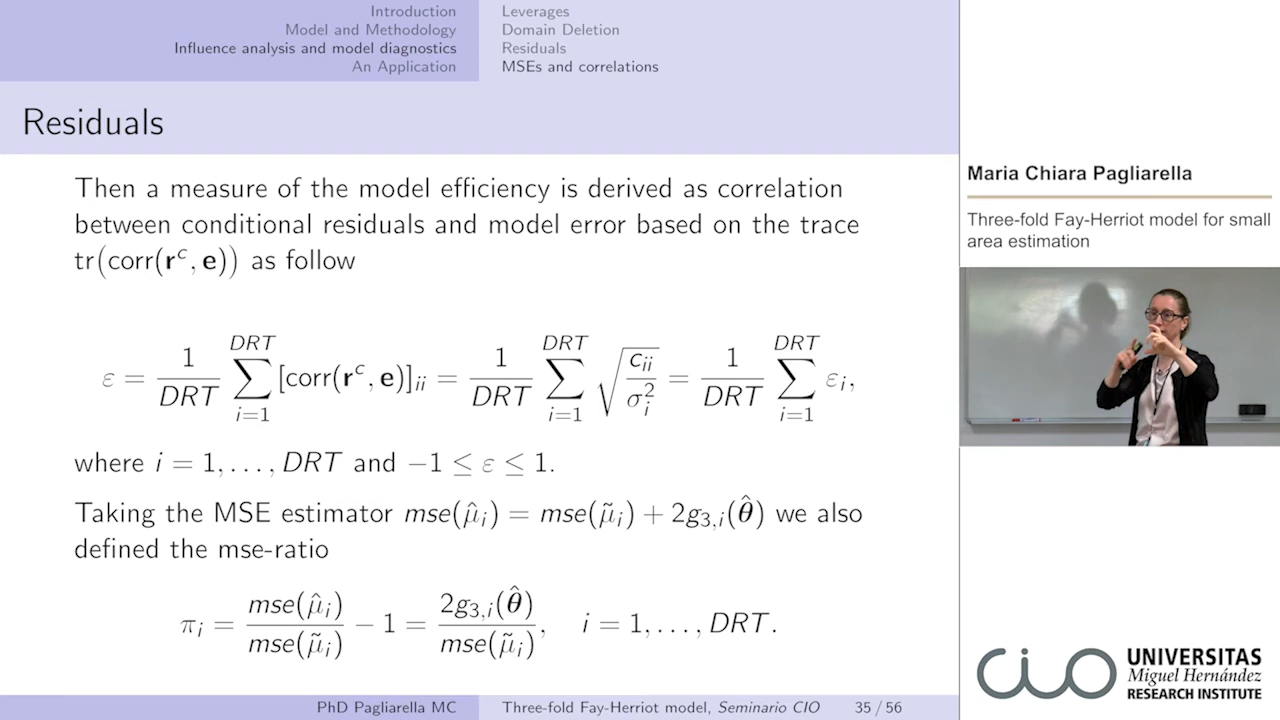 Introduction
Model and Methodology
Influence analysis and model diagnostics
An Application
Leverages
Domain Deletion
Residuals
MSEs and correlations
Residuals
Then a measure of the model efficiency is derived as correlation
between conditional residuals and model error based on the trace
tr(corr(r^c, e)) as follow
ε = 1/DRT ∑_{i=1}^{DRT} [corr(r^c, e)]_{ii} = 1/DRT ∑_{i=1}^{DRT} √(c_{ii}/σ_i^2) = 1/DRT ∑_{i=1}^{DRT} ε_i,
where i = 1, . . . , DRT and −1 ≤ ε ≤ 1.
Taking the MSE estimator mse(μ̂_i) = mse(μ̃_i) + 2g_{3,i}(θ̂) we also
defined the mse-ratio
π_i = mse(μ̂_i)/mse(μ̃_i) − 1 = 2g_{3,i}(θ̂)/mse(μ̃_i), i = 1, . . . , DRT.
PhD Pagliarella MC
Three-fold Fay-Herriot model, Seminario CIO
35 / 56
Maria Chiara Pagliarella
Three-fold Fay-Herriot model for small
area estimation
cio
UNIVERSITAS
Miguel Hernández
RESEARCH INSTITUTE